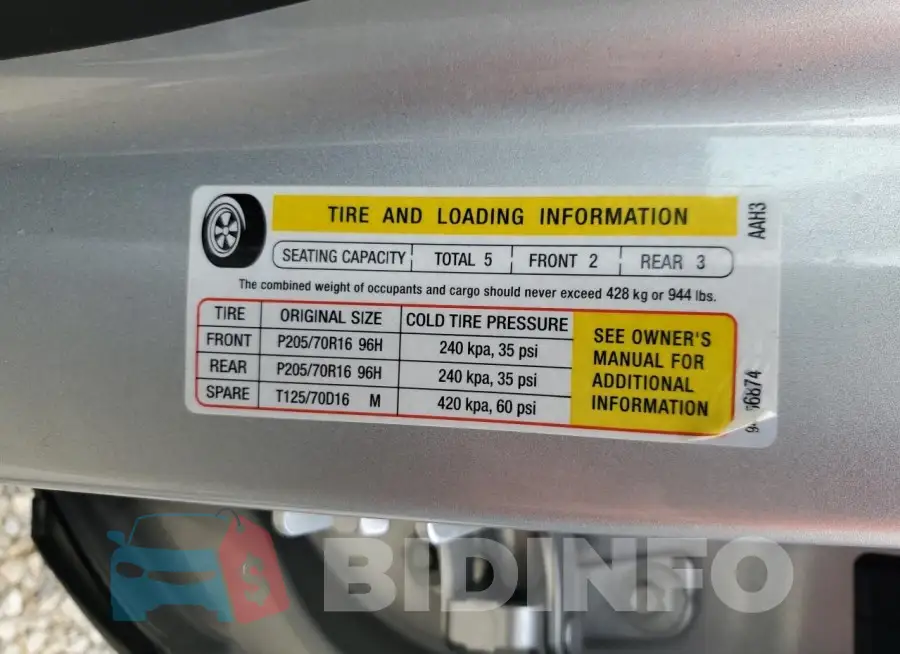 TIRE AND LOADING INFORMATION
AAH3
SEATING CAPACITY TOTAL 5 FRONT 2 REAR 3
The combined weight of occupants and cargo should never exceed 428 kg or 944 lbs.
TIRE ORIGINAL SIZE COLD TIRE PRESSURE
FRONT P205/70R16 96H 240 kpa, 35 psi
REAR P205/70R16 96H 240 kpa, 35 psi
SPARE T125/70D16 M 420 kpa, 60 psi
SEE OWNER'S
MANUAL FOR
ADDITIONAL
INFORMATION
$
BIDINFO